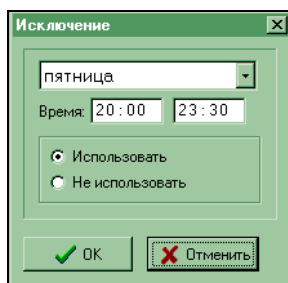 Исключение
пятница
Время: 20:00 23:30
Использовать
Не использовать
OK Отменить